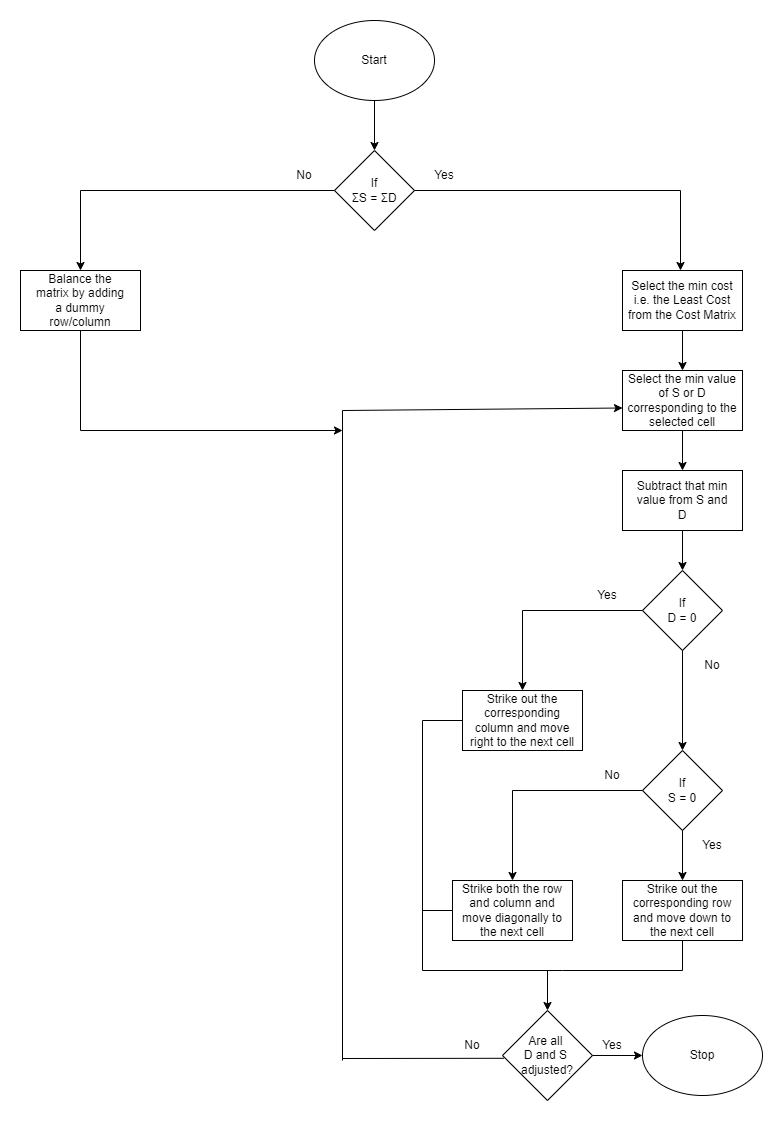 Start
If
ΣS = ΣD
No
Yes
Balance the
matrix by adding
a dummy
row/column
Select the min cost
i.e. the Least Cost
from the Cost Matrix
Select the min value
of S or D
corresponding to the
selected cell
Subtract that min
value from S and
D
If
D = 0
Yes
No
Strike out the
corresponding
column and move
right to the next cell
If
S = 0
No
Yes
Strike both the row
and column and
move diagonally to
the next cell
Strike out the
corresponding row
and move down to
the next cell
Are all
D and S
adjusted?
No
Yes
Stop